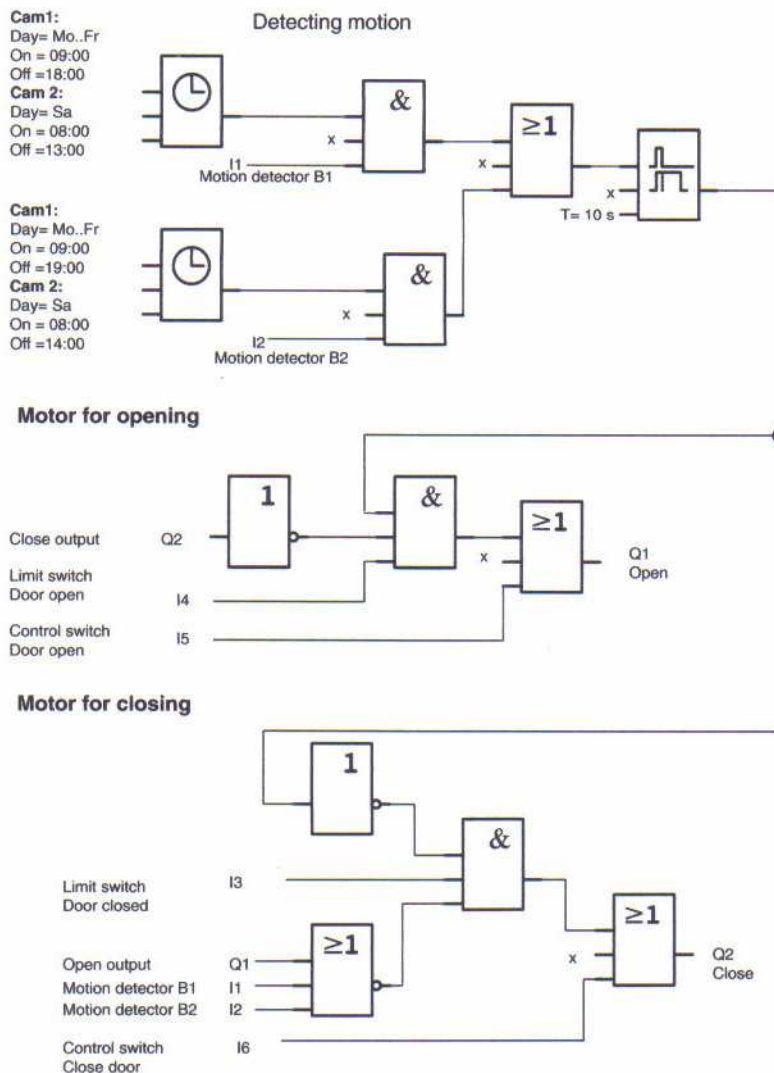 Detecting motion
Cam1:
Day= Mo..Fr
On = 09:00
Off =18:00
Cam 2:
Day= Sa
On = 08:00
Off =13:00
&
x
I1
Motion detector B1
≥1
x
x
T= 10 s
Cam1:
Day= Mo..Fr
On = 09:00
Off =19:00
Cam 2:
Day= Sa
On = 08:00
Off =14:00
&
x
I2
Motion detector B2
Motor for opening
1
&
≥1
Close output Q2
x
Q1
Open
Limit switch
Door open I4
Control switch I5
Door open
Motor for closing
1
&
Limit switch I3
Door closed
≥1
≥1
Open output Q1
Motion detector B1 I1
Motion detector B2 I2
x
Q2
Close
Control switch I6
Close door